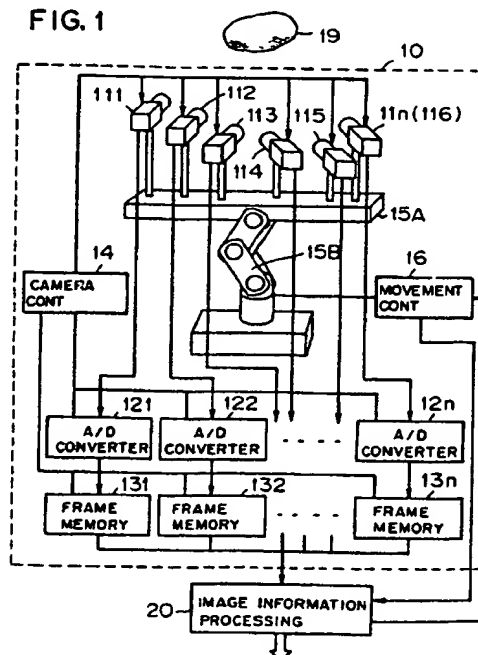 FIG. 1
19
10
111
112
113
114
115
11n(116)
15A
14
CAMERA
CONT
15B
16
MOVEMENT
CONT
121
A/D
CONVERTER
122
A/D
CONVERTER
12n
A/D
CONVERTER
131
FRAME
MEMORY
132
FRAME
MEMORY
13n
FRAME
MEMORY
20
IMAGE INFORMATION
PROCESSING